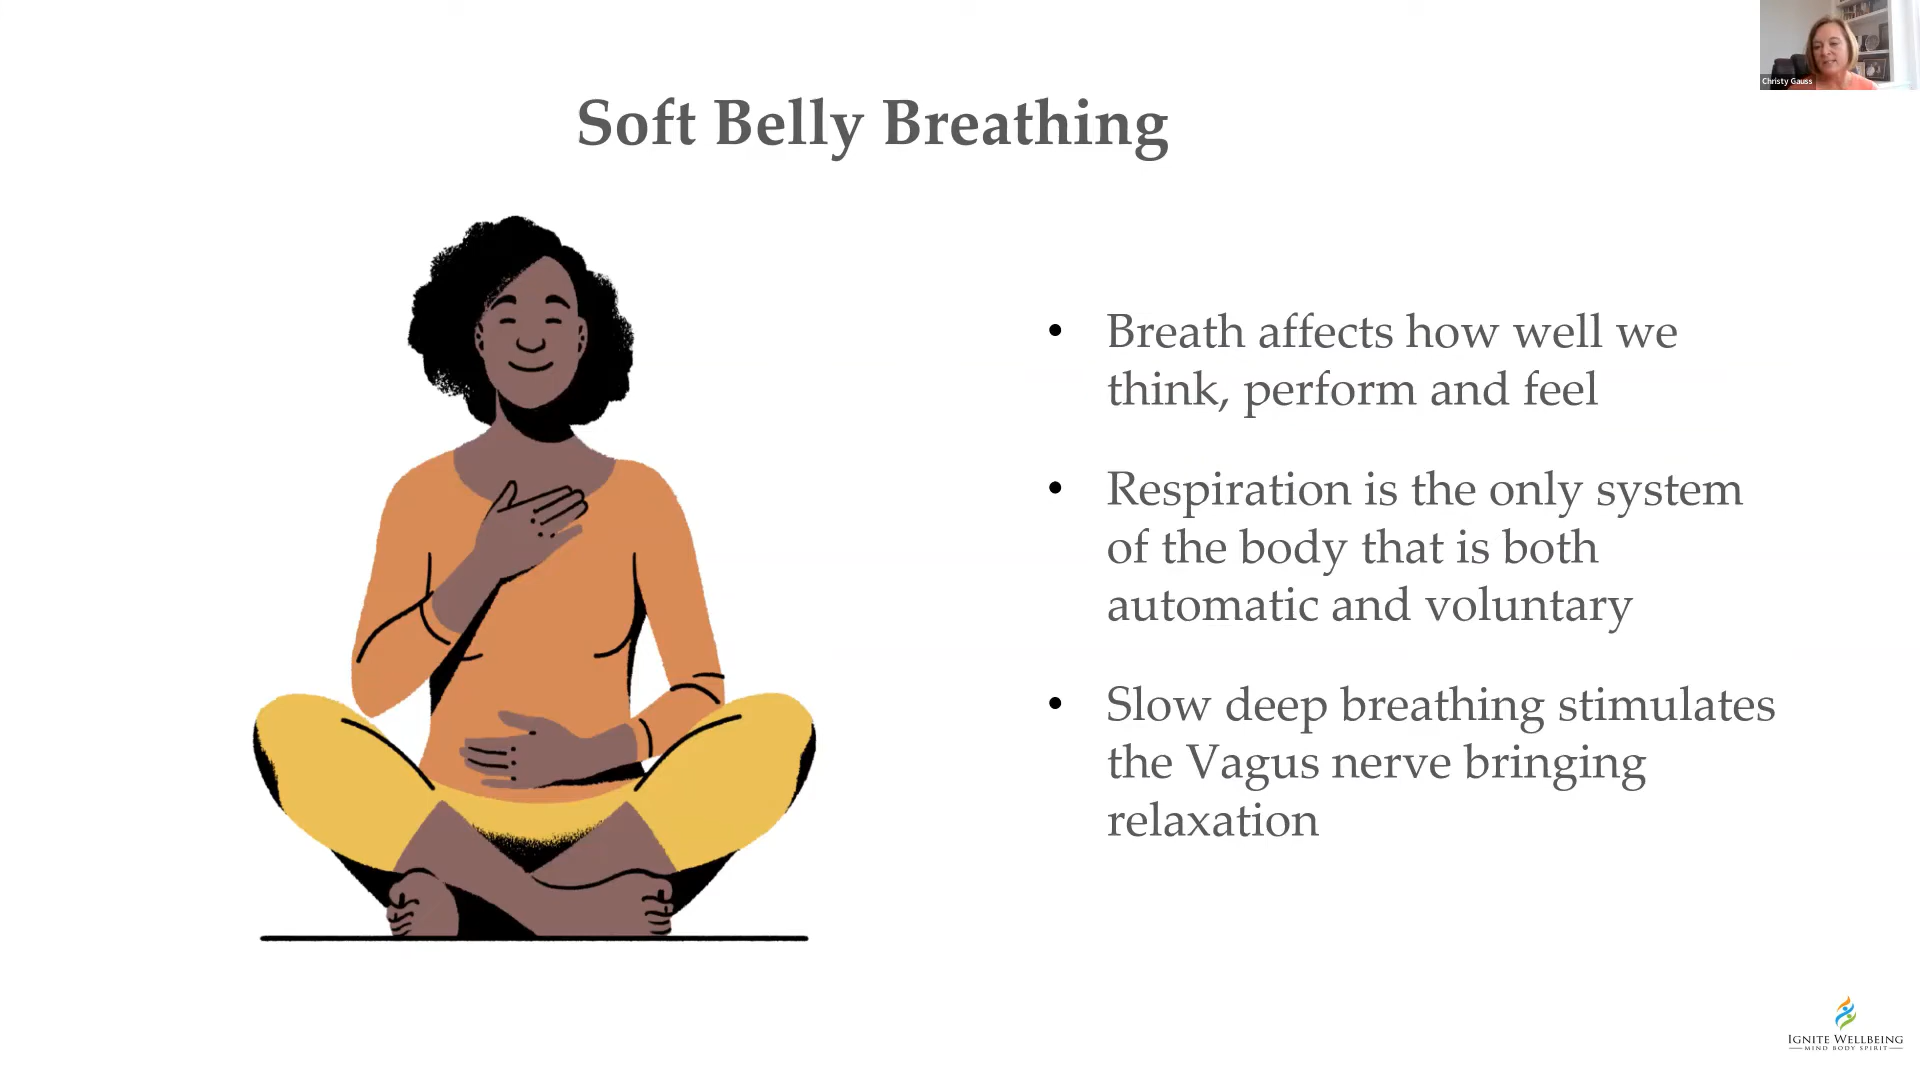 Christy Gauss
Soft Belly Breathing
• Breath affects how well we
think, perform and feel
• Respiration is the only system
of the body that is both
automatic and voluntary
• Slow deep breathing stimulates
the Vagus nerve bringing
relaxation
IGNITE WELLBEING
MIND BODY SPIRIT